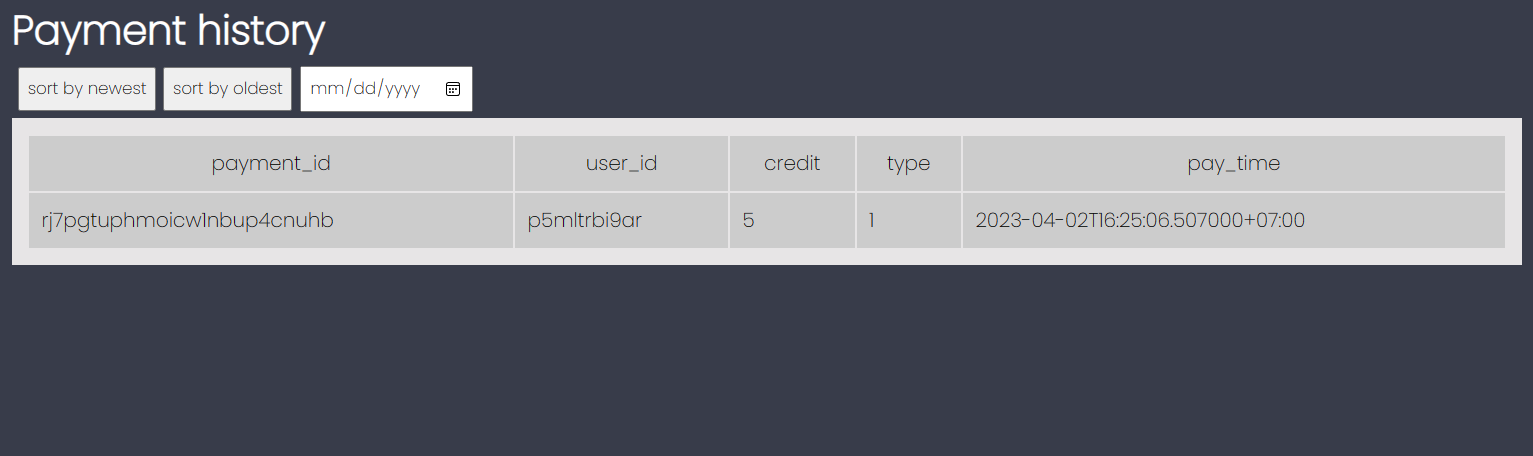 Payment history
sort by newest sort by oldest mm/dd/yyyy
payment_id user_id credit type pay_time
rj7pgtuphmoicw1nbup4cnuhb p5mltrbi9ar 5 1 2023-04-02T16:25:06.507000+07:00